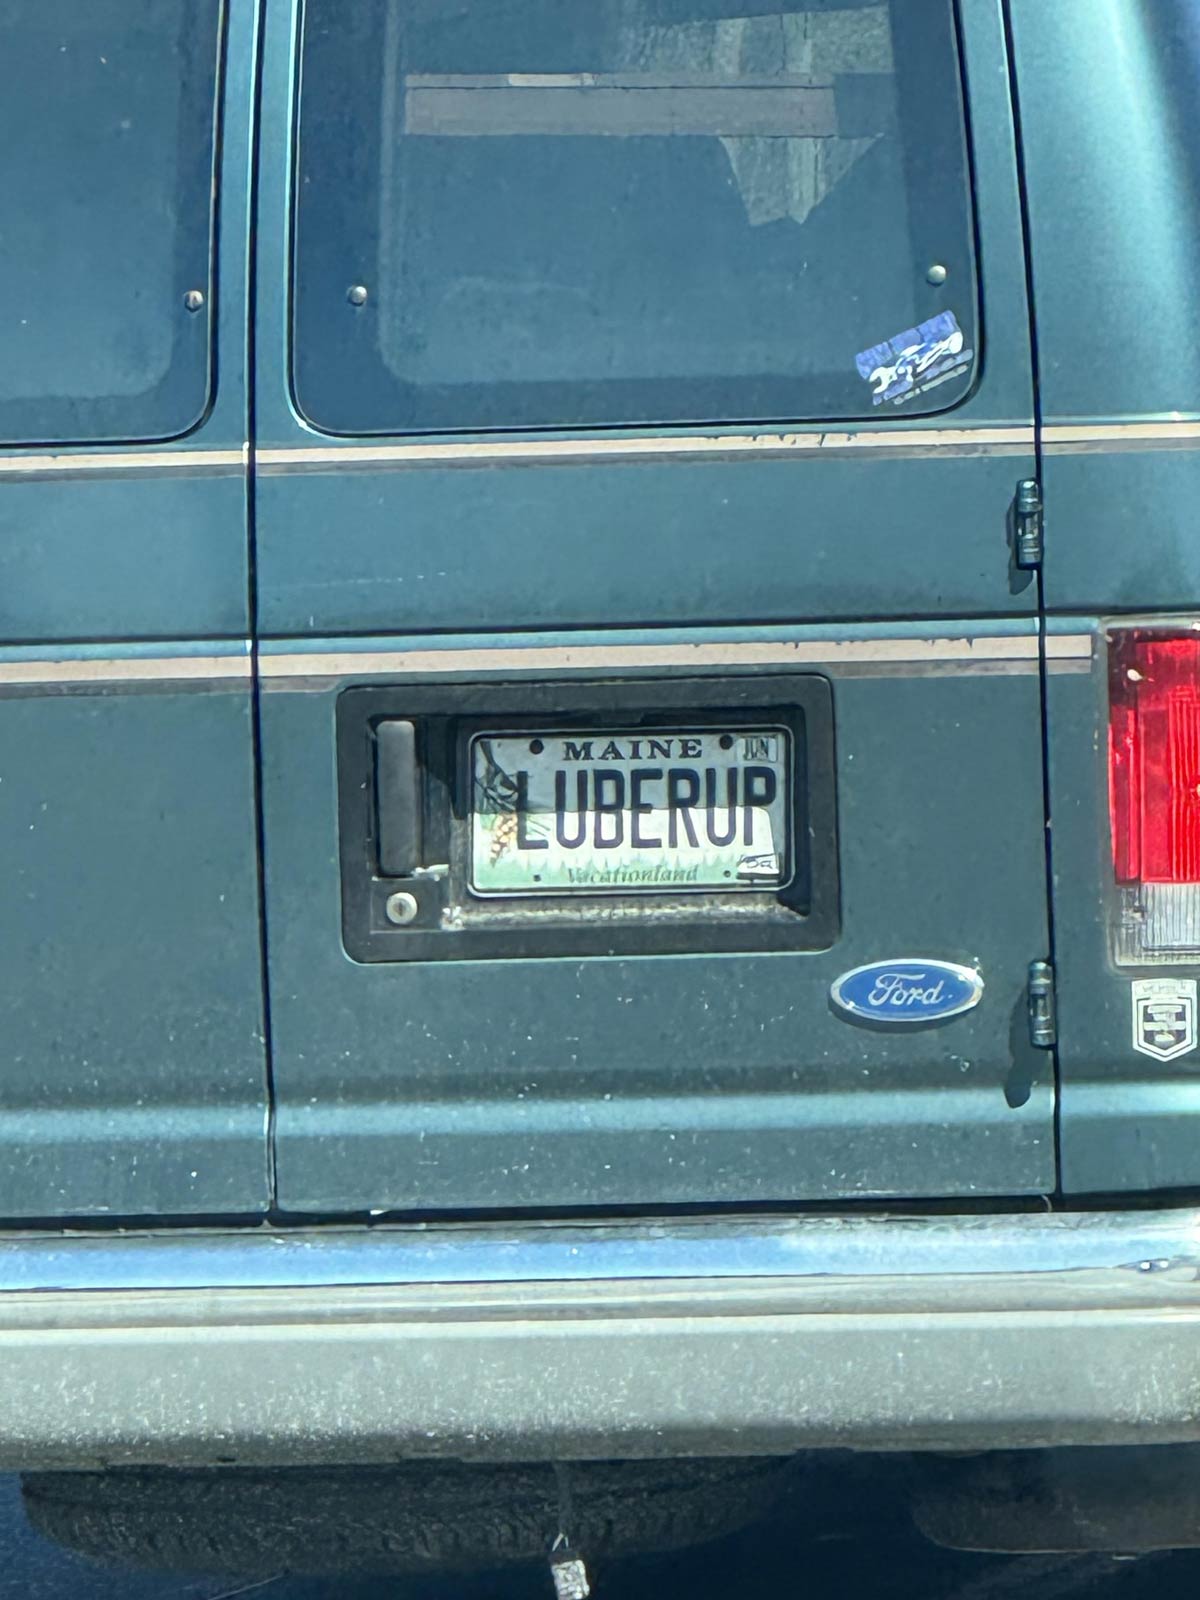 MAINE JUN
LUBERUP
Vacationland
Ford